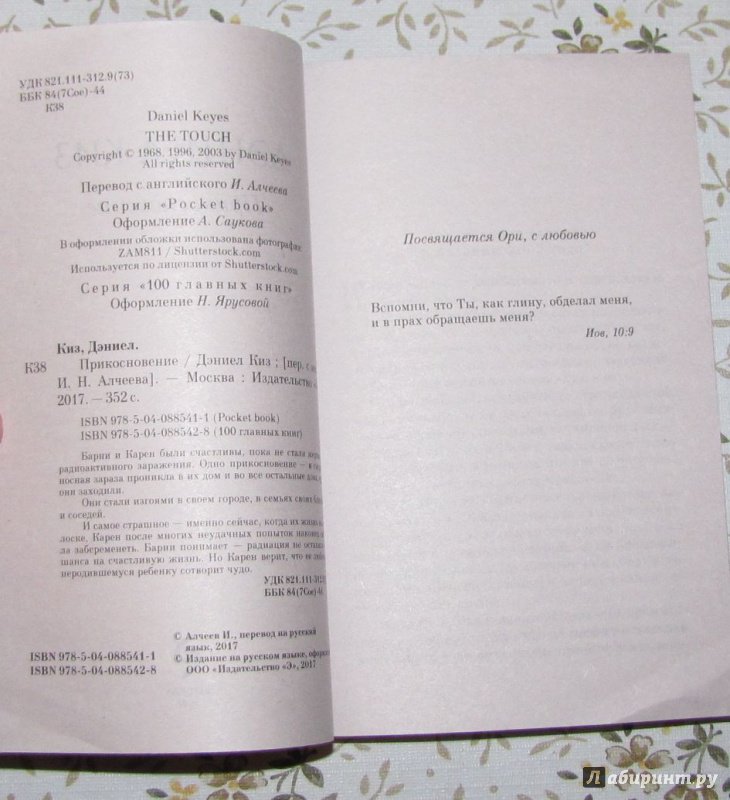 УДК 821.111-312.9(73)
ББК 84(7Сое)-44
К38
Daniel Keyes
THE TOUCH
Copyright © 1968, 1996, 2003 by Daniel Keyes
All rights reserved
Перевод с английского И. Алчеева
Серия «Pocket book»
Оформление А. Саукова
В оформлении обложки использована фотография:
ZAM811 / Shutterstock.com
Используется по лицензии от Shutterstock.com
Серия «100 главных книг»
Оформление Н. Ярусовой
Киз, Дэниел.
К38 Прикосновение / Дэниел Киз ; [пер. с
И. Н. Алчеева]. — Москва : Издательство
2017. — 352 с.
ISBN 978-5-04-088541-1 (Pocket book)
ISBN 978-5-04-088542-8 (100 главных книг)
Барни и Карен были счастливы, пока не стали
радиоактивного заражения. Одно прикосновение —
носная зараза проникла в их дом и во все остальные
они заходили.
Они стали изгоями в своем городе, в семьях своих
и соседей.
И самое страшное — именно сейчас, когда их жизнь
лоске. Карен после многих неудачных попыток наконец
ла забеременеть. Барни понимает — радиация не
шанса на счастливую жизнь. Но Карен верит, что
неродившемуся ребенку сотворит чудо.
УДК 821.111-312
ББК 84(7Сое)-44
© Алчеев И., перевод на русский
язык, 2017
© Издание на русском языке,
ООО «Издательство «Э», 2017
ISBN 978-5-04-088541-1
ISBN 978-5-04-088542-8
Посвящается Ори, с любовью
Вспомни, что Ты, как глину, обделал меня,
и в прах обращаешь меня?
Иов, 10:9
Лабиринт.ру